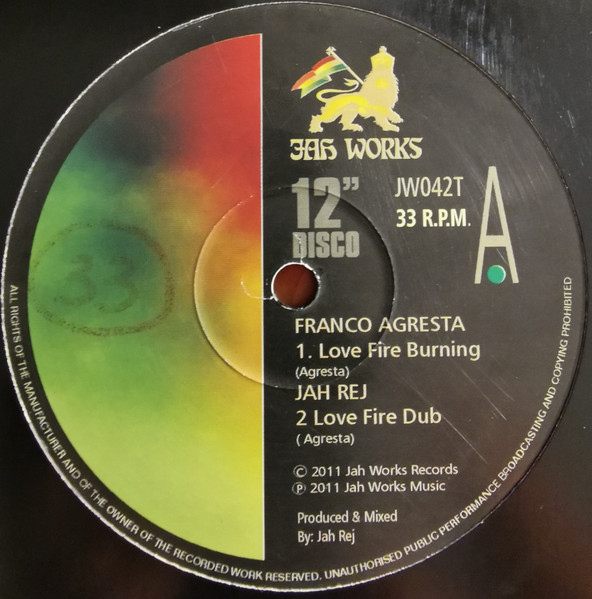 JAH WORKS
12”
DISCO
JW042T
33 R.P.M.
A
33
FRANCO AGRESTA
1. Love Fire Burning
(Agresta)
JAH REJ
2 Love Fire Dub
( Agresta)
© 2011 Jah Works Records
℗ 2011 Jah Works Music
Produced & Mixed
By: Jah Rej
ALL RIGHTS OF THE MANUFACTURER AND OF THE OWNER OF THE RECORDED WORK RESERVED. UNAUTHORISED PUBLIC PERFORMANCE BROADCASTING AND COPYING PROHIBITED